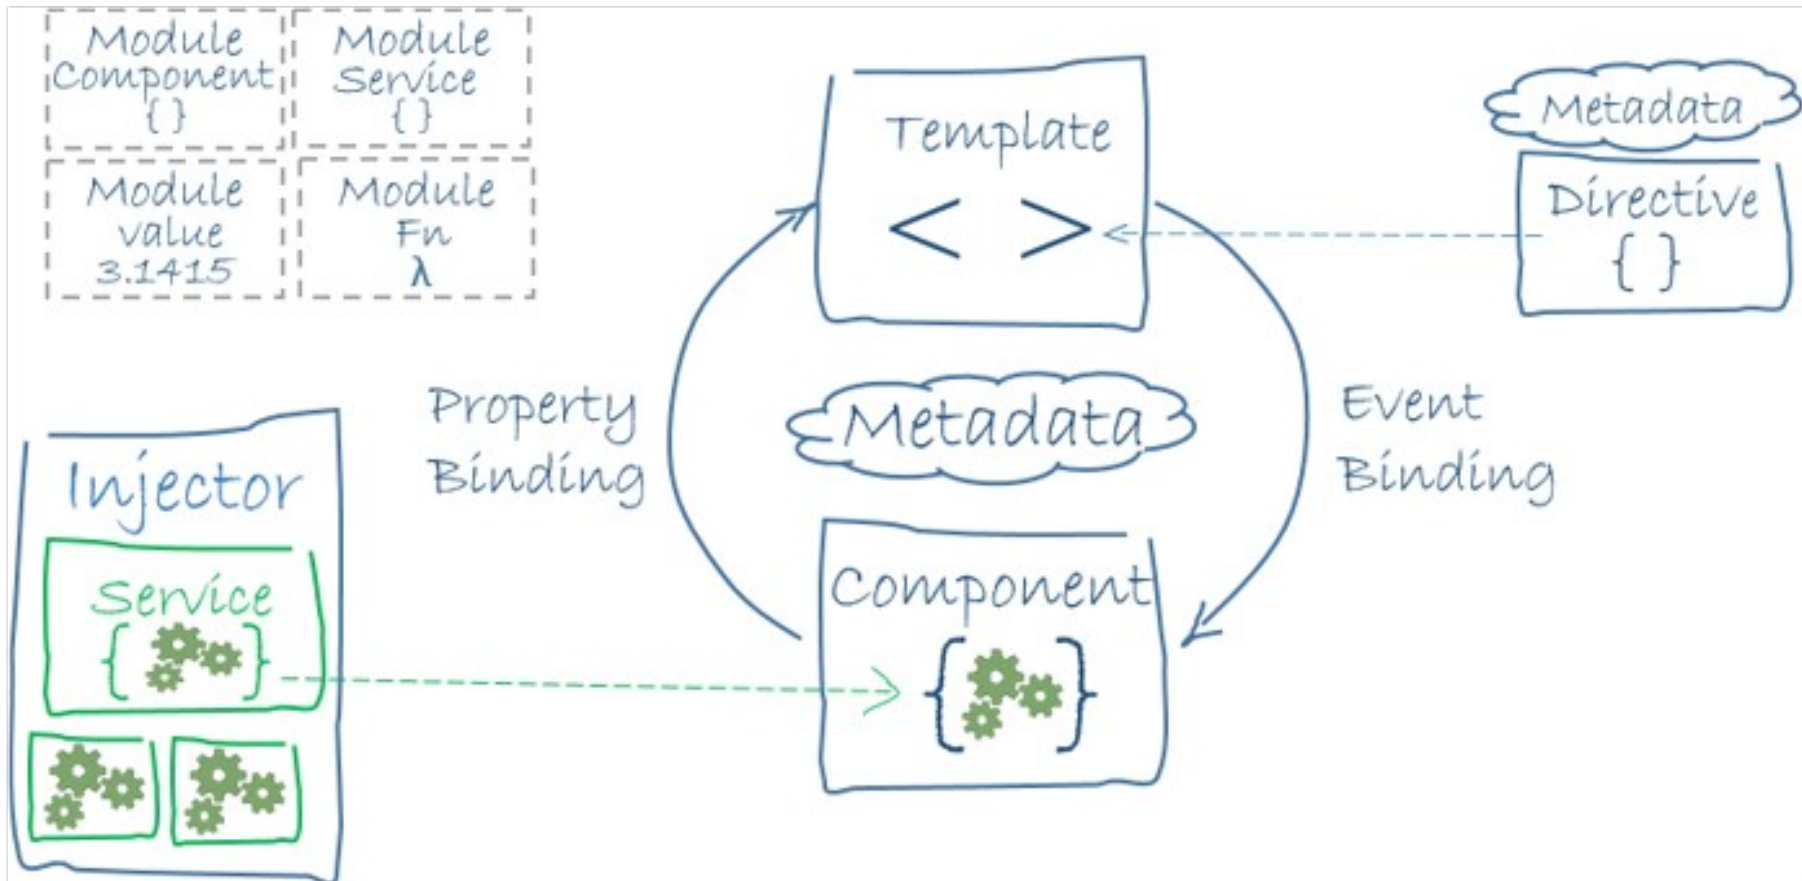 Module
Component
{ }
Module
Service
{ }
Module
value
3.1415
Module
Fn
λ
Template
< >
Metadata
Directive
{ }
Property
Binding
Metadata
Event
Binding
Injector
Service
{ }
Component
{ }